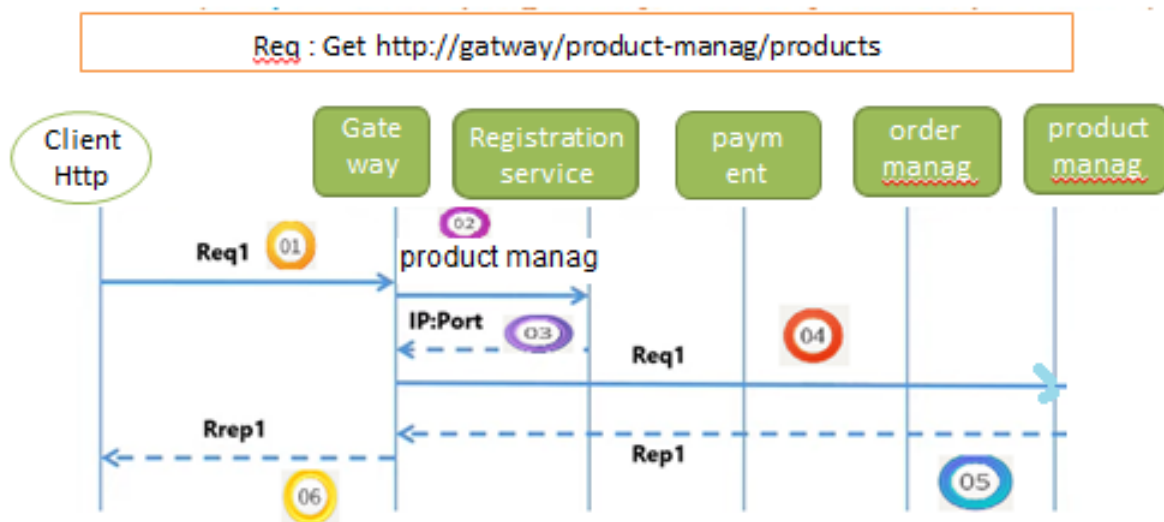 Req : Get http://gatway/product-manag/products
Client
Http
Gate
way
Registration
service
paym
ent
order
manag
product
manag
02
Req1
01
product manag
IP:Port
03
04
Req1
Rrep1
Rep1
05
06